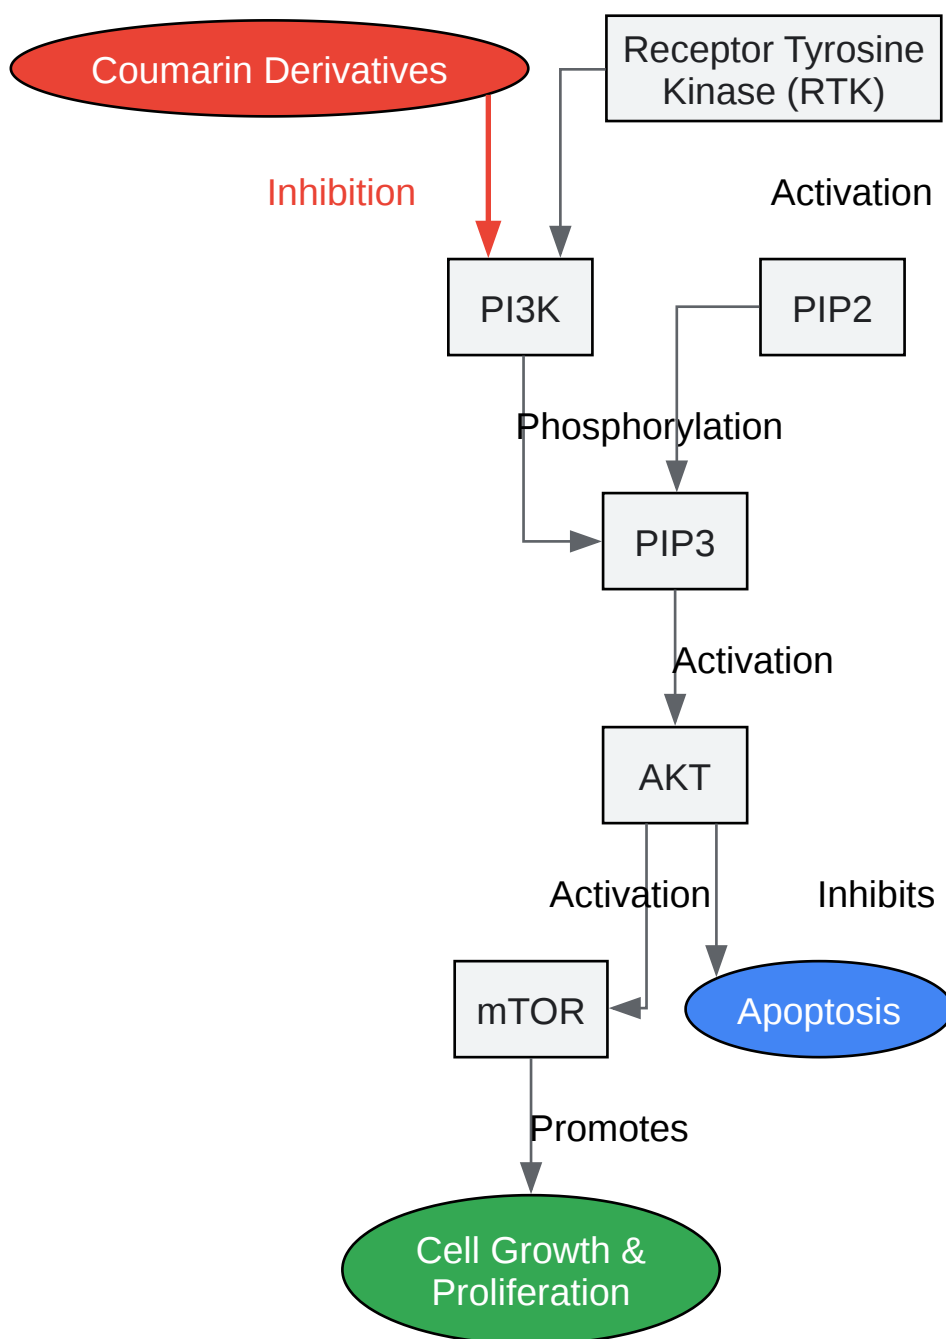 Coumarin Derivatives
Receptor Tyrosine
Kinase (RTK)
Inhibition
Activation
PI3K
PIP2
Phosphorylation
PIP3
Activation
AKT
Activation
Inhibits
mTOR
Apoptosis
Promotes
Cell Growth &
Proliferation